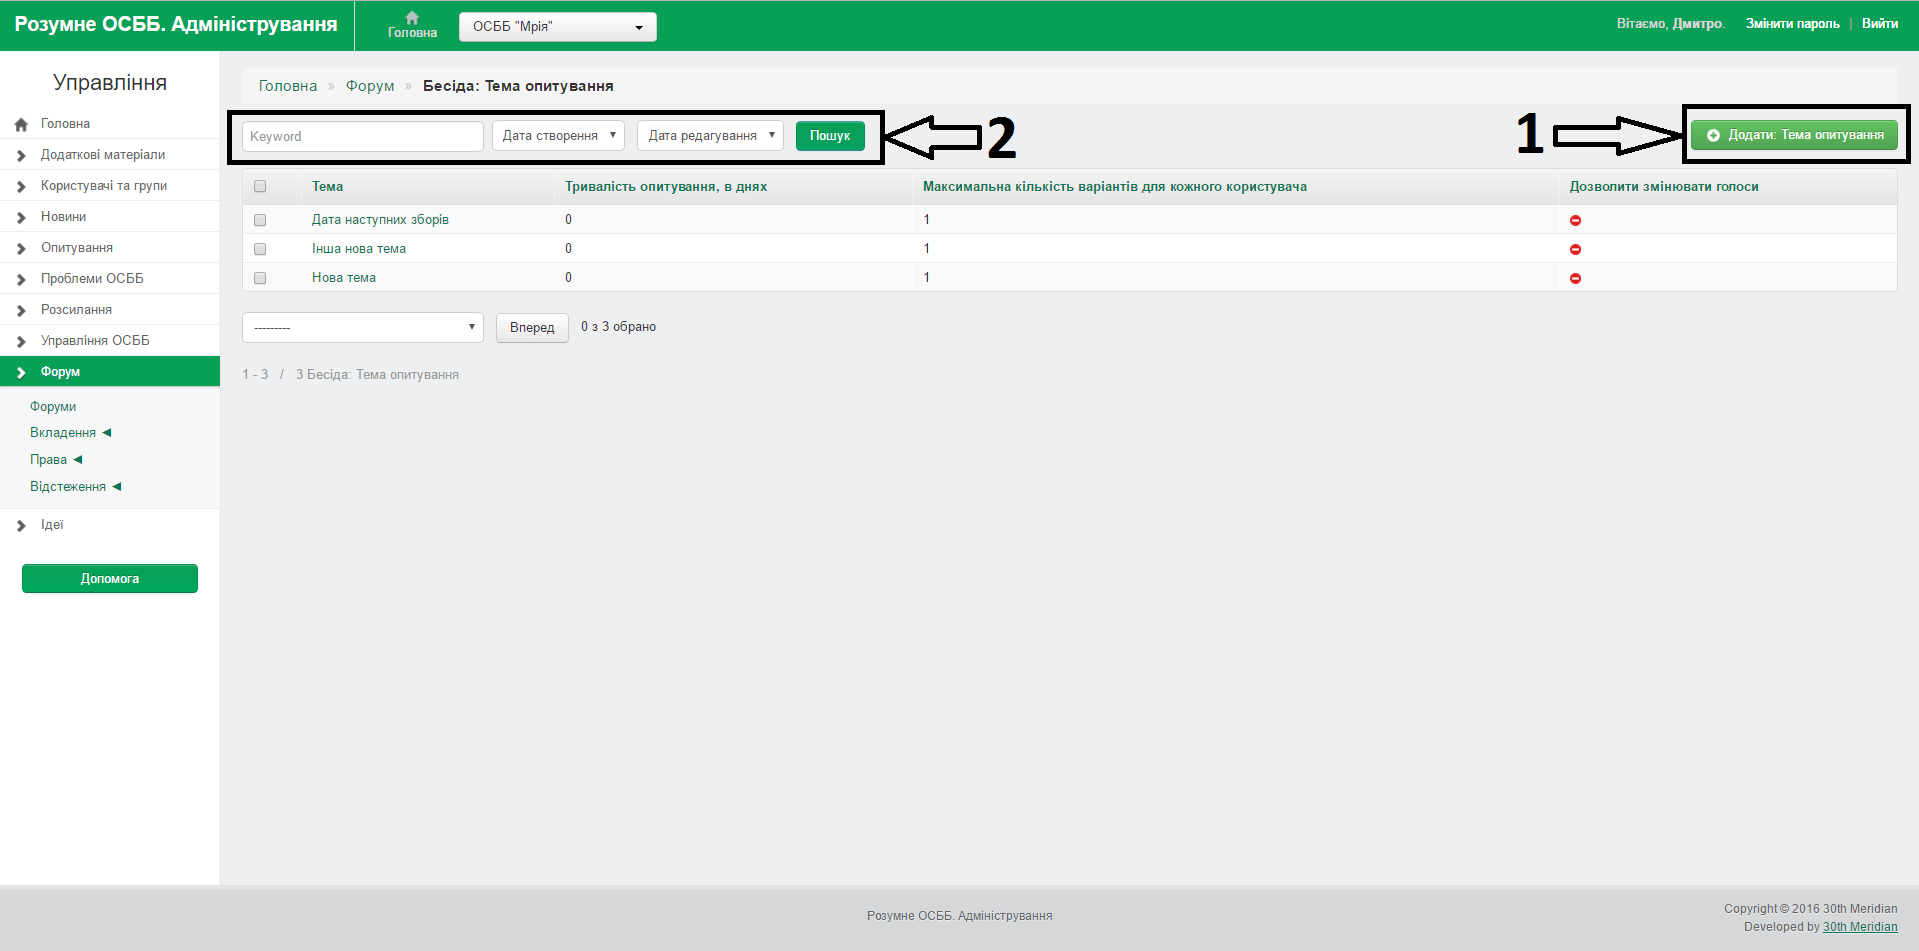 Розумне ОСББ. Адміністрування
Головна
ОСББ "Мрія"
Вітаємо, Дмитро. Змінити пароль | Вийти
Управління
Головна
Додаткові матеріали
Користувачі та групи
Новини
Опитування
Проблеми ОСББ
Розсилання
Управління ОСББ
Форум
Форуми
Вкладення ◀
Права ◀
Відстеження ◀
Ідеї
Допомога
Головна » Форум » Бесіда: Тема опитування
Keyword Дата створення ▼ Дата редагування ▼ Пошук
2
1
Додати: Тема опитування
Тема Тривалість опитування, в днях Максимальна кількість варіантів для кожного користувача Дозволити змінювати голоси
Дата наступних зборів 0 1
Інша нова тема 0 1
Нова тема 0 1
--------- ▼ Вперед 0 з 3 обрано
1 - 3 / 3 Бесіда: Тема опитування
Розумне ОСББ. Адміністрування
Copyright © 2016 30th Meridian
Developed by 30th Meridian